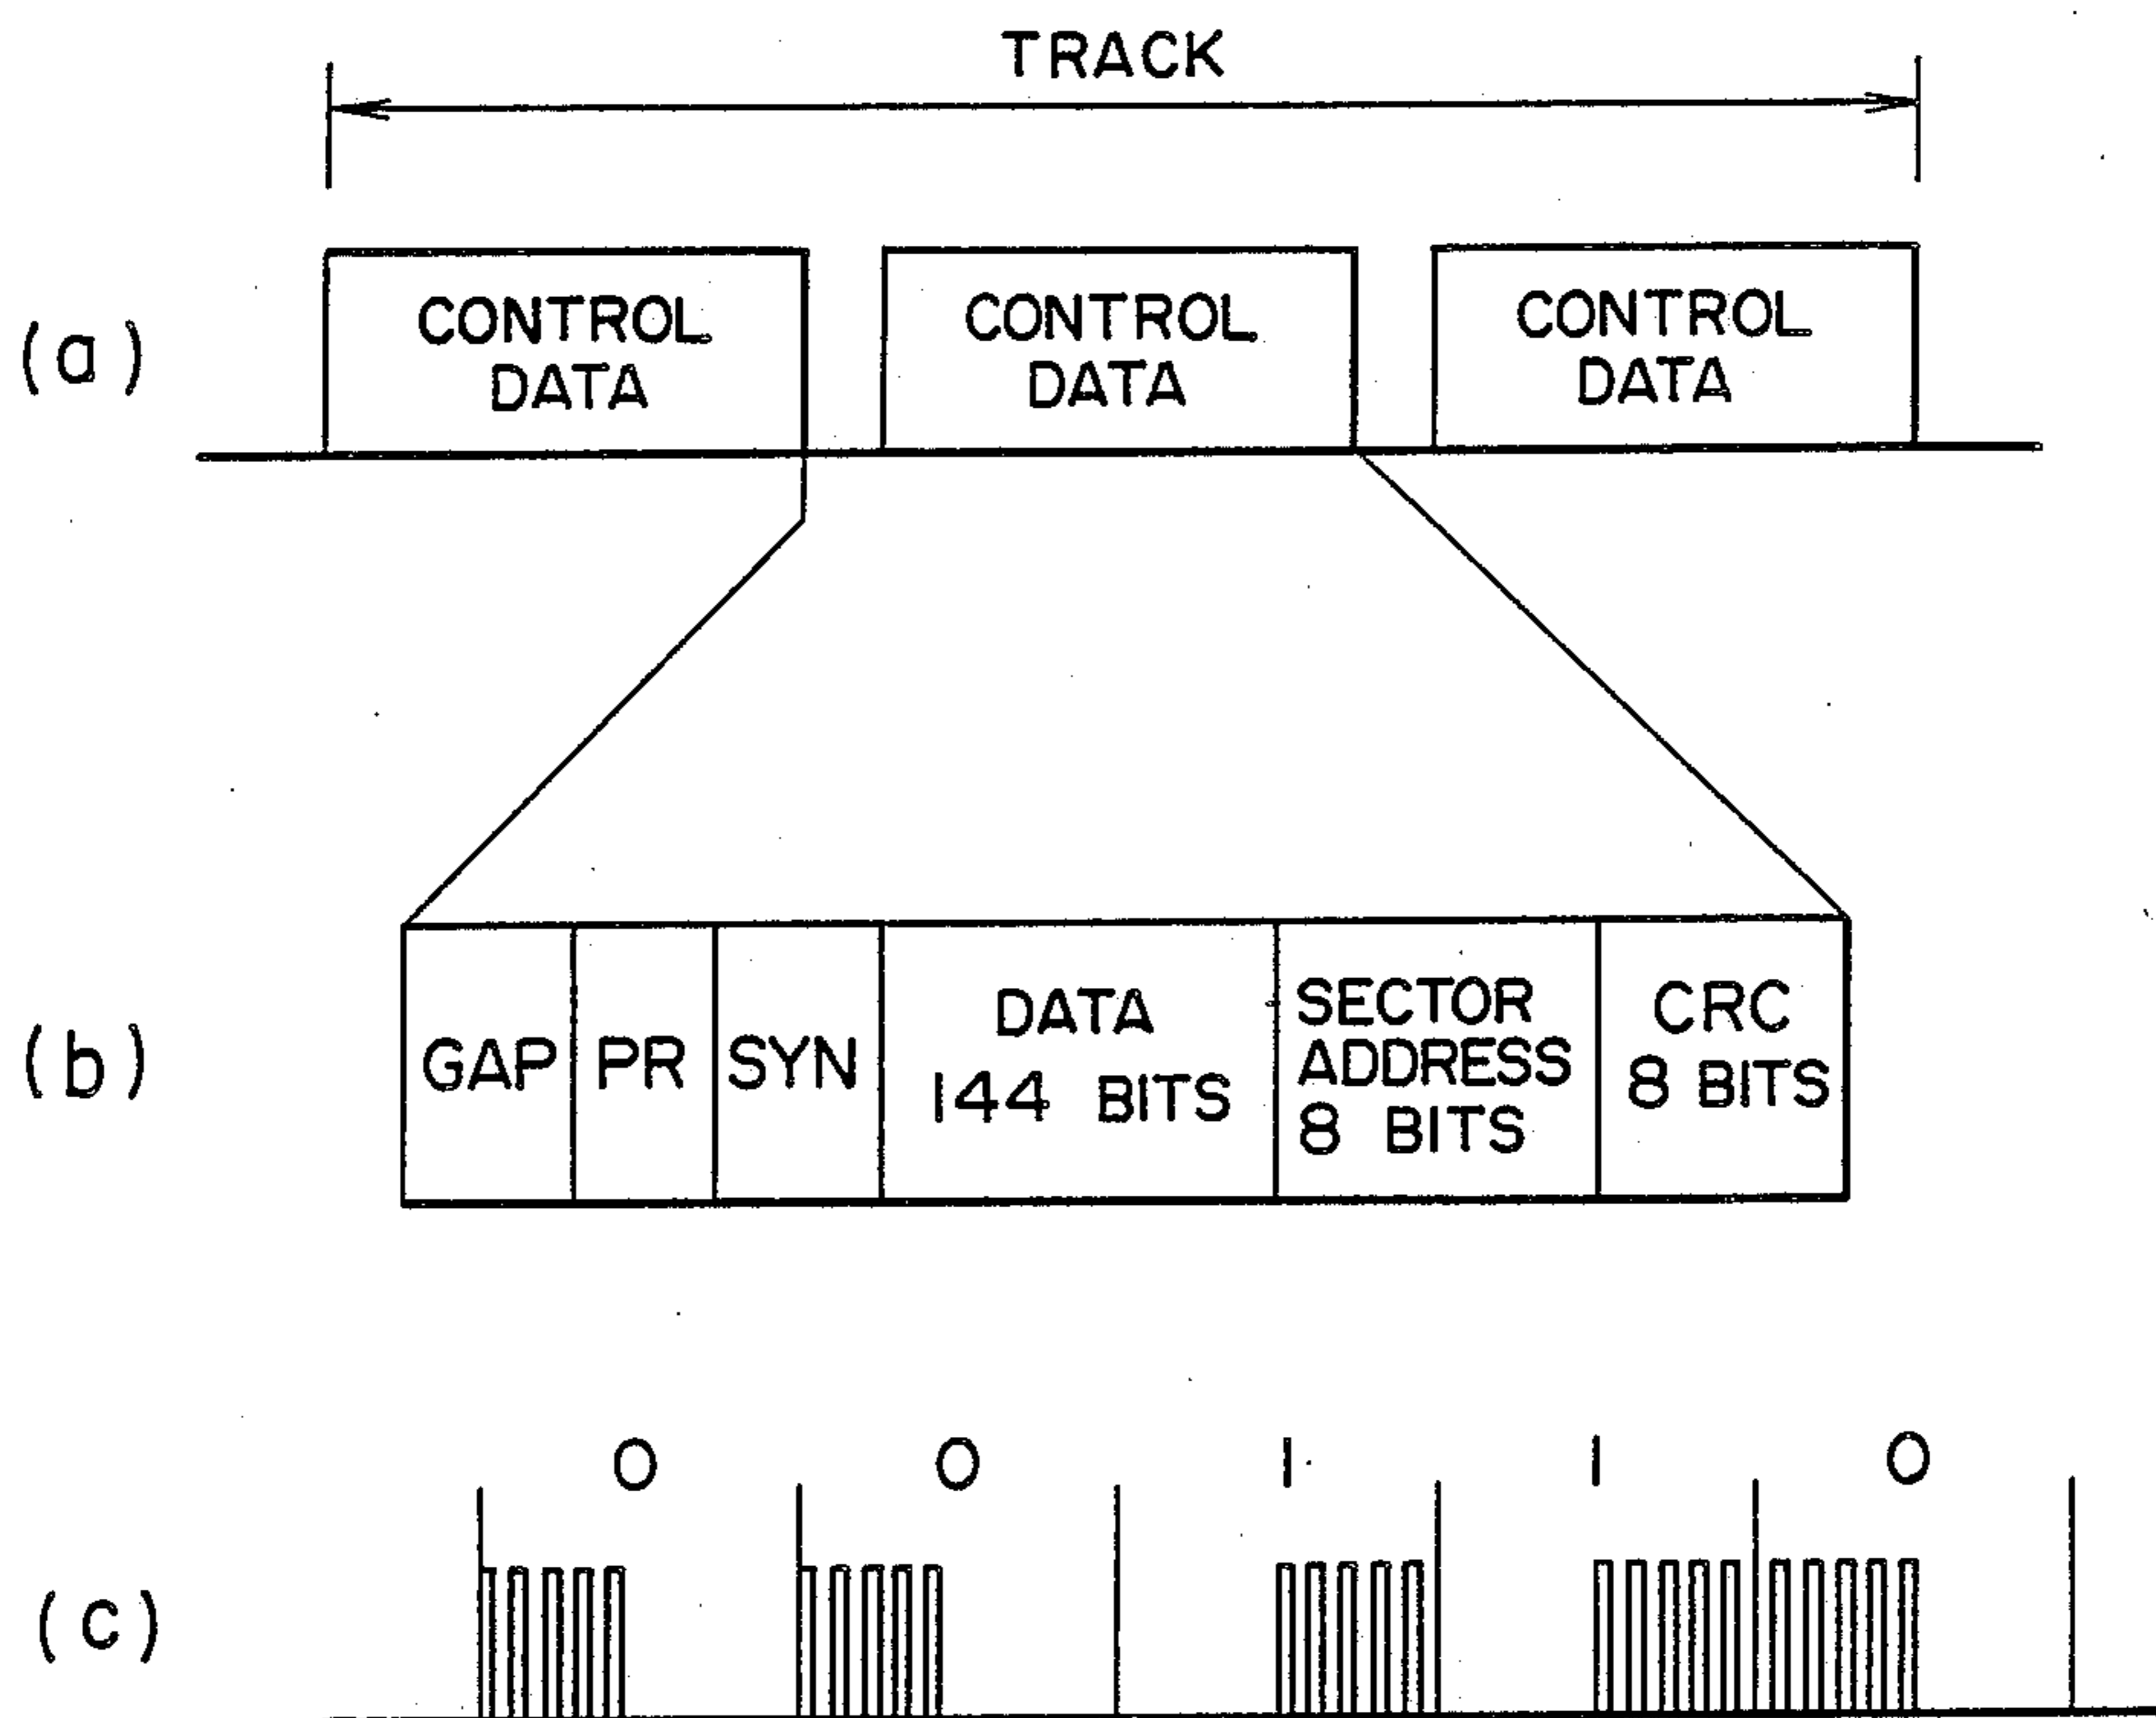 TRACK
(a)
CONTROL
DATA
CONTROL
DATA
CONTROL
DATA
(b)
GAP
PR
SYN
DATA
144 BITS
SECTOR
ADDRESS
8 BITS
CRC
8 BITS
0 0 1 1 0
(c)